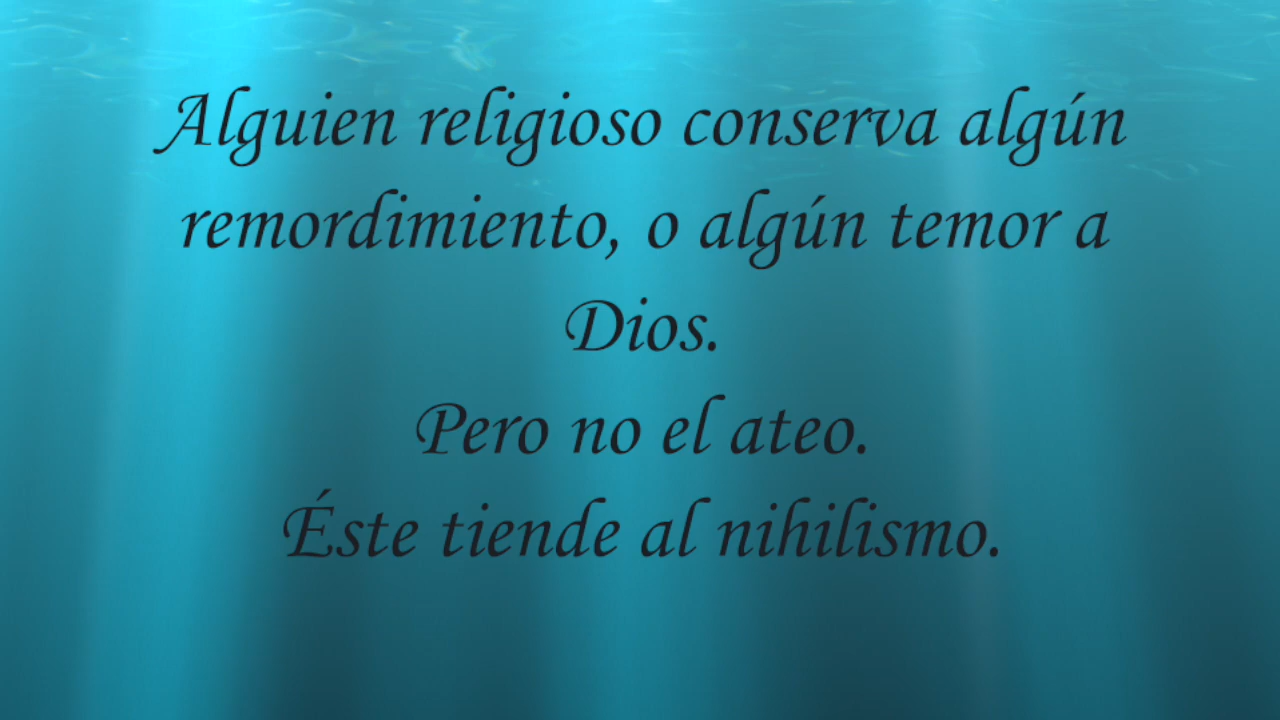 Alguien religioso conserva algún
remordimiento, o algún temor a
Dios.
Pero no el ateo.
Éste tiende al nihilismo.